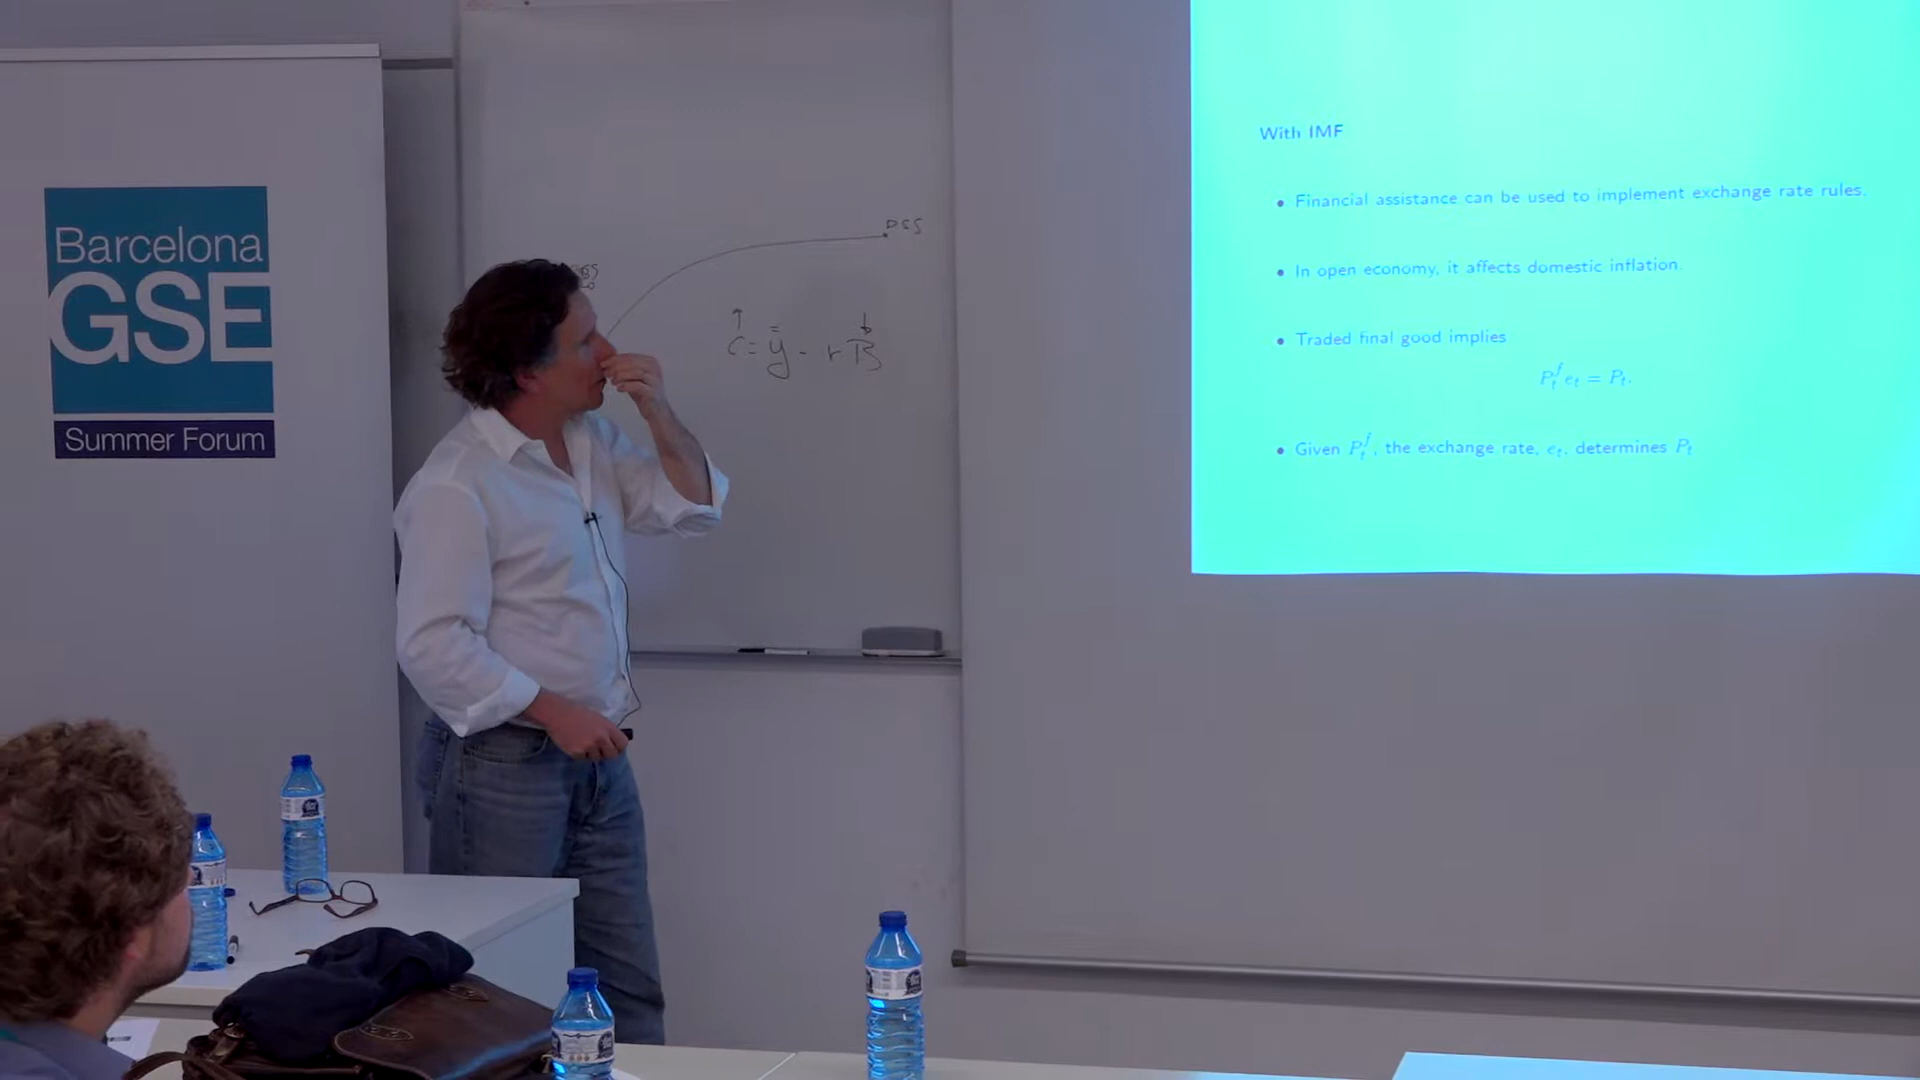 Barcelona
GSE
Summer Forum
c = y - r B
With IMF
• Financial assistance can be used to implement exchange rate rules.
• In open economy, it affects domestic inflation.
• Traded final good implies
P_t^f e_t = P_t.
• Given P_t^f, the exchange rate, e_t, determines P_t